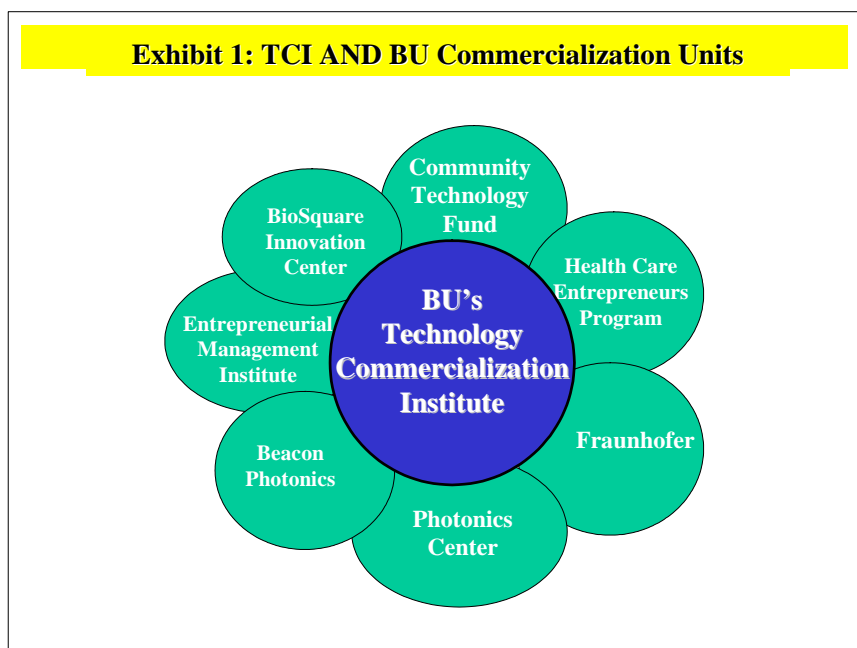 Exhibit 1: TCI AND BU Commercialization Units
Community
Technology
Fund
BioSquare
Innovation
Center
Health Care
Entrepreneurs
Program
BU’s
Technology
Commercialization
Institute
Entrepreneurial
Management
Institute
Fraunhofer
Beacon
Photonics
Photonics
Center